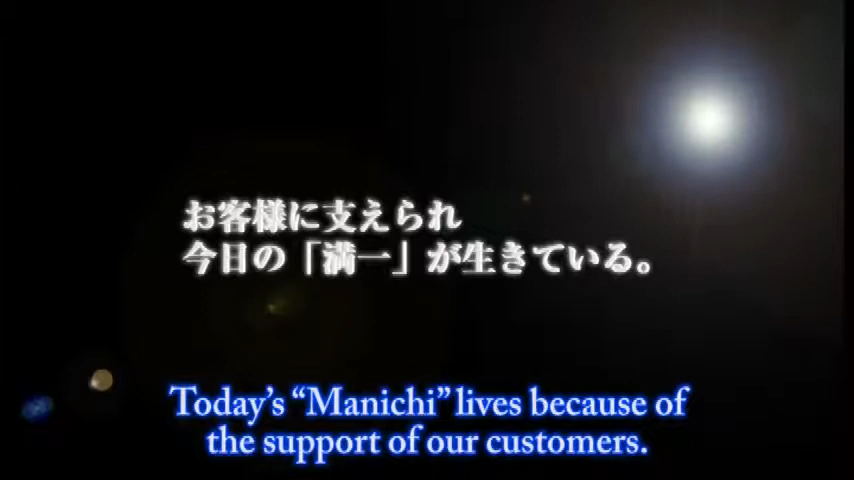 お客様に支えられ
今日の「満一」が生きている。
Today's “Manichi” lives because of
the support of our customers.